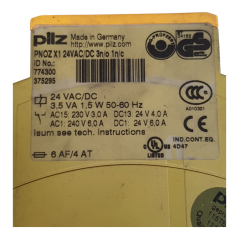 pilz Made in Germany
http://www.pilz.com
PNOZ X1 24VAC/DC 3n/o 1n/c
ID No.:
774300
375295
24 VAC/DC
3.5 VA 1.5 W 50-60 Hz
AC15: 230 V 3.0 A DC13: 24 V 4.0 A
AC1: 240 V 6.0 A DC1: 24 V 6.0 A
Isum see tech. Instructions
6 AF/4 AT
IND.CONT.EQ.
4D47
LISTED